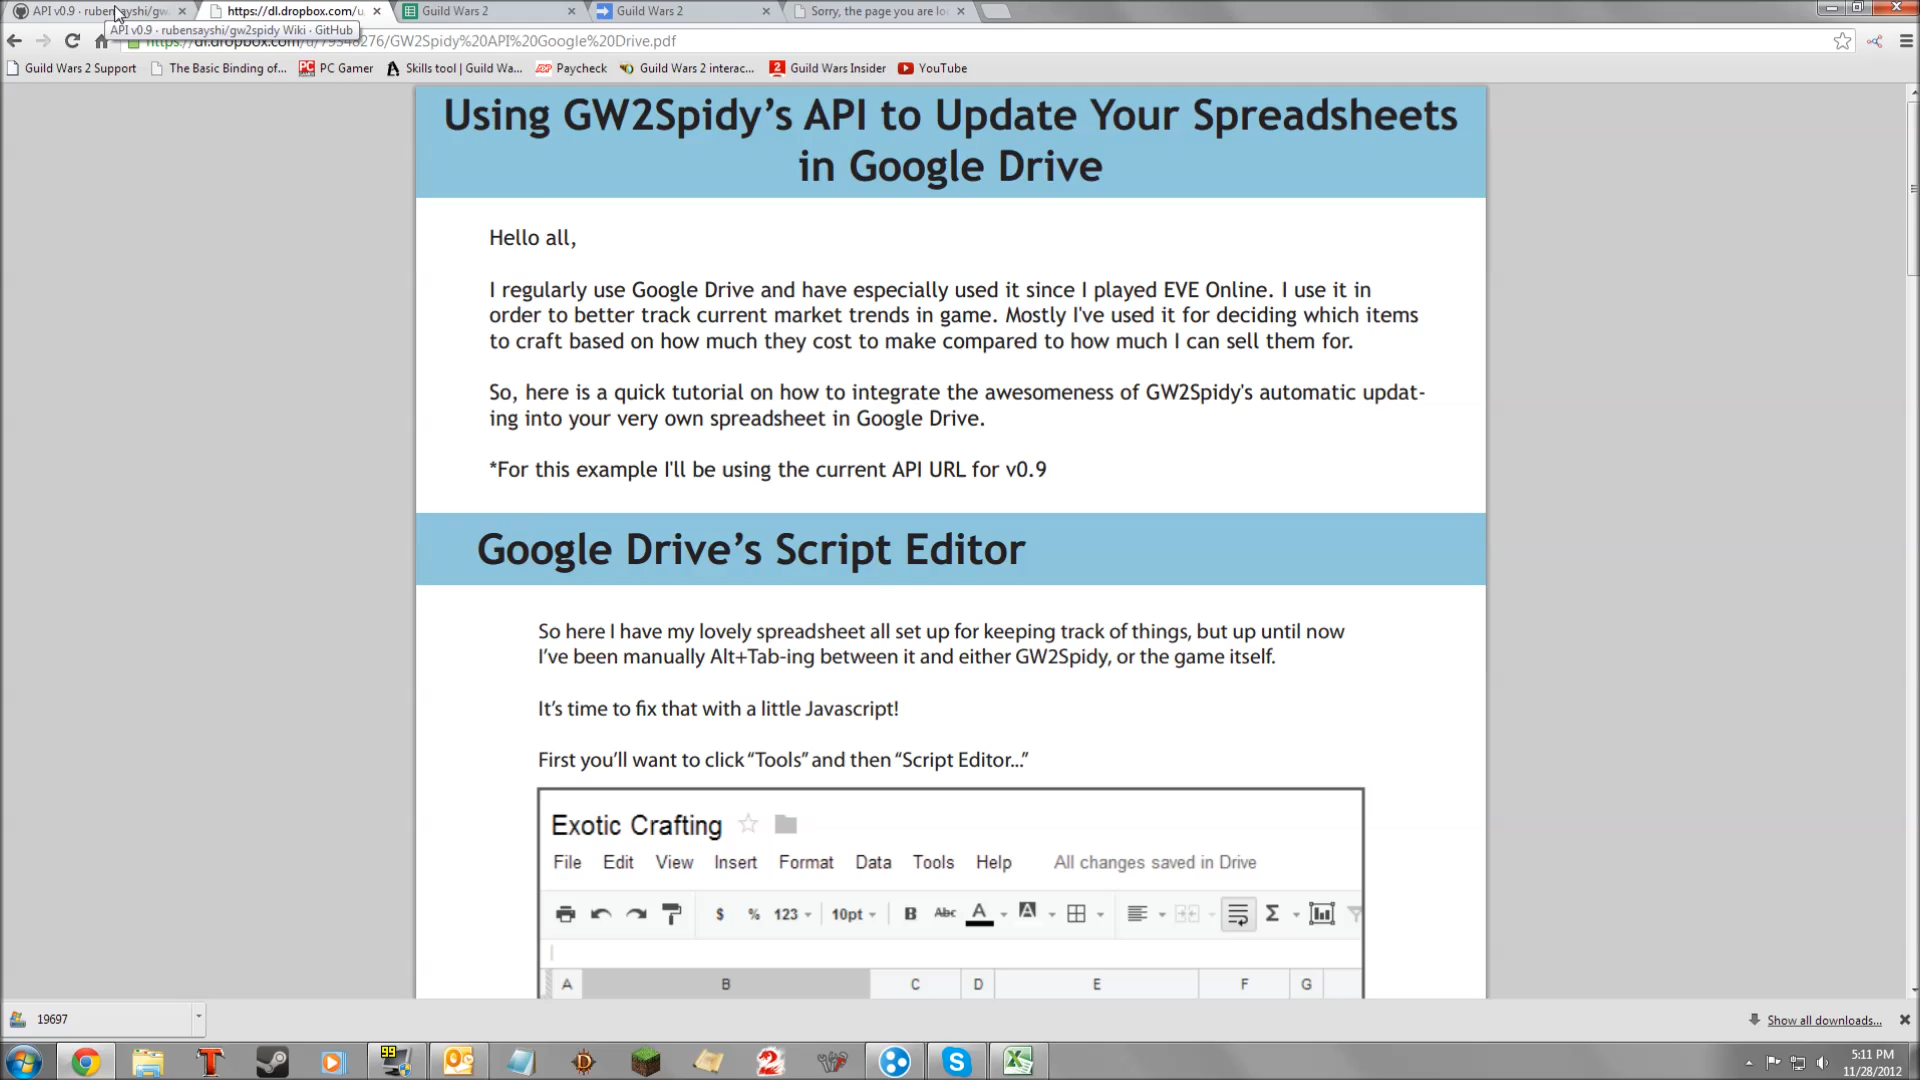 API v0.9 · rubensayshi/gw
https://dl.dropbox.com/u
Guild Wars 2
Guild Wars 2
Sorry, the page you are lo
API v0.9 · rubensayshi/gw2spidy Wiki · GitHub
/GW2Spidy%20API%20Google%20Drive.pdf
Guild Wars 2 Support
The Basic Binding of...
PC Gamer
Skills tool | Guild Wa...
Paycheck
Guild Wars 2 interac...
Guild Wars Insider
YouTube
Using GW2Spidy’s API to Update Your Spreadsheets
in Google Drive
Hello all,
I regularly use Google Drive and have especially used it since I played EVE Online. I use it in
order to better track current market trends in game. Mostly I've used it for deciding which items
to craft based on how much they cost to make compared to how much I can sell them for.
So, here is a quick tutorial on how to integrate the awesomeness of GW2Spidy's automatic updat-
ing into your very own spreadsheet in Google Drive.
*For this example I'll be using the current API URL for v0.9
Google Drive’s Script Editor
So here I have my lovely spreadsheet all set up for keeping track of things, but up until now
I’ve been manually Alt+Tab-ing between it and either GW2Spidy, or the game itself.
It’s time to fix that with a little Javascript!
First you’ll want to click “Tools” and then “Script Editor...”
Exotic Crafting
File Edit View Insert Format Data Tools Help All changes saved in Drive
$ % 123 10pt B Abc A A Σ
A B C D E F G
19697
Show all downloads...
99
5:11 PM
11/28/2012